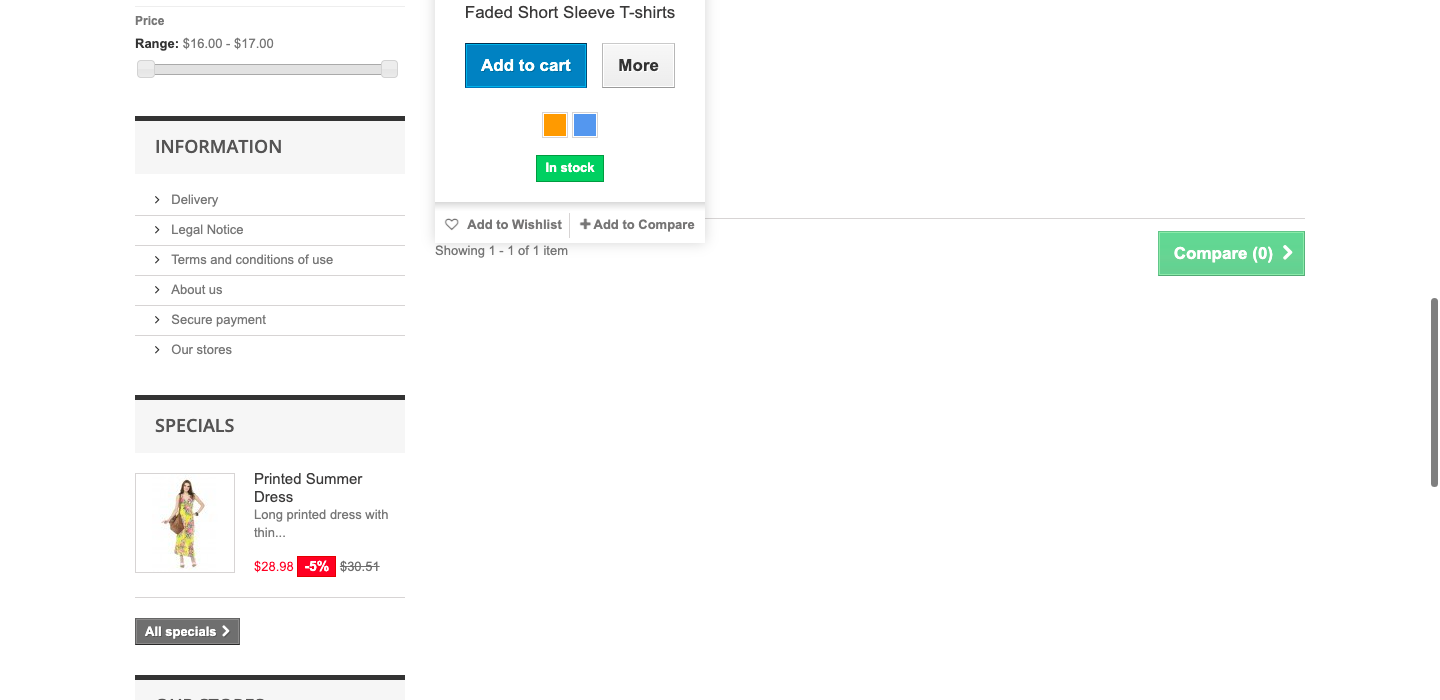 Price
Range: $16.00 - $17.00
INFORMATION
Delivery
Legal Notice
Terms and conditions of use
About us
Secure payment
Our stores
SPECIALS
Printed Summer
Dress
Long printed dress with
thin...
$28.98 -5% $30.51
All specials
OUR STORES
Faded Short Sleeve T-shirts
Add to cart More
In stock
Add to Wishlist Add to Compare
Showing 1 - 1 of 1 item
Compare (0)